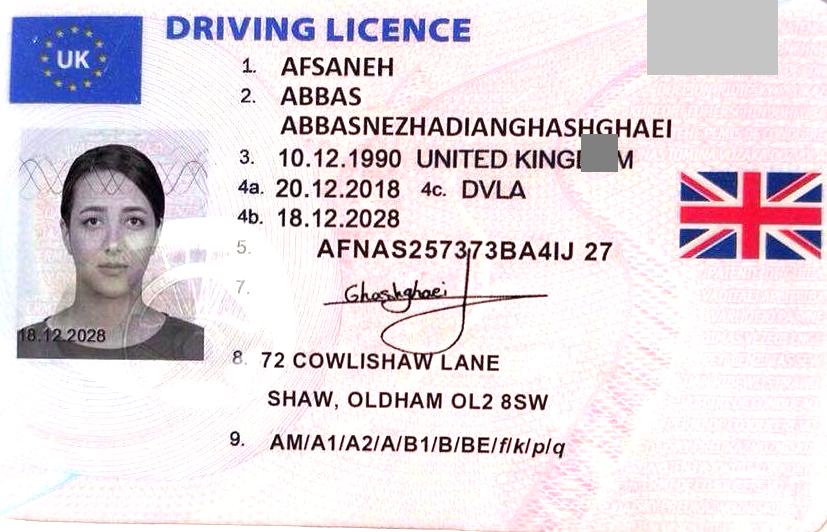 UK
DRIVING LICENCE
1. AFSANEH
2. ABBAS
ABBASNEZHADIANGHASHGHAEI
3. 10.12.1990 UNITED
4a. 20.12.2018 4c. DVLA
4b. 18.12.2028
5. AFNAS257373BA4IJ 27
7. Ghashghaei
18.12.2028
8. 72 COWLISHAW LANE
SHAW, OLDHAM OL2 8SW
9. AM/A1/A2/A/B1/B/BE/f/k/p/q